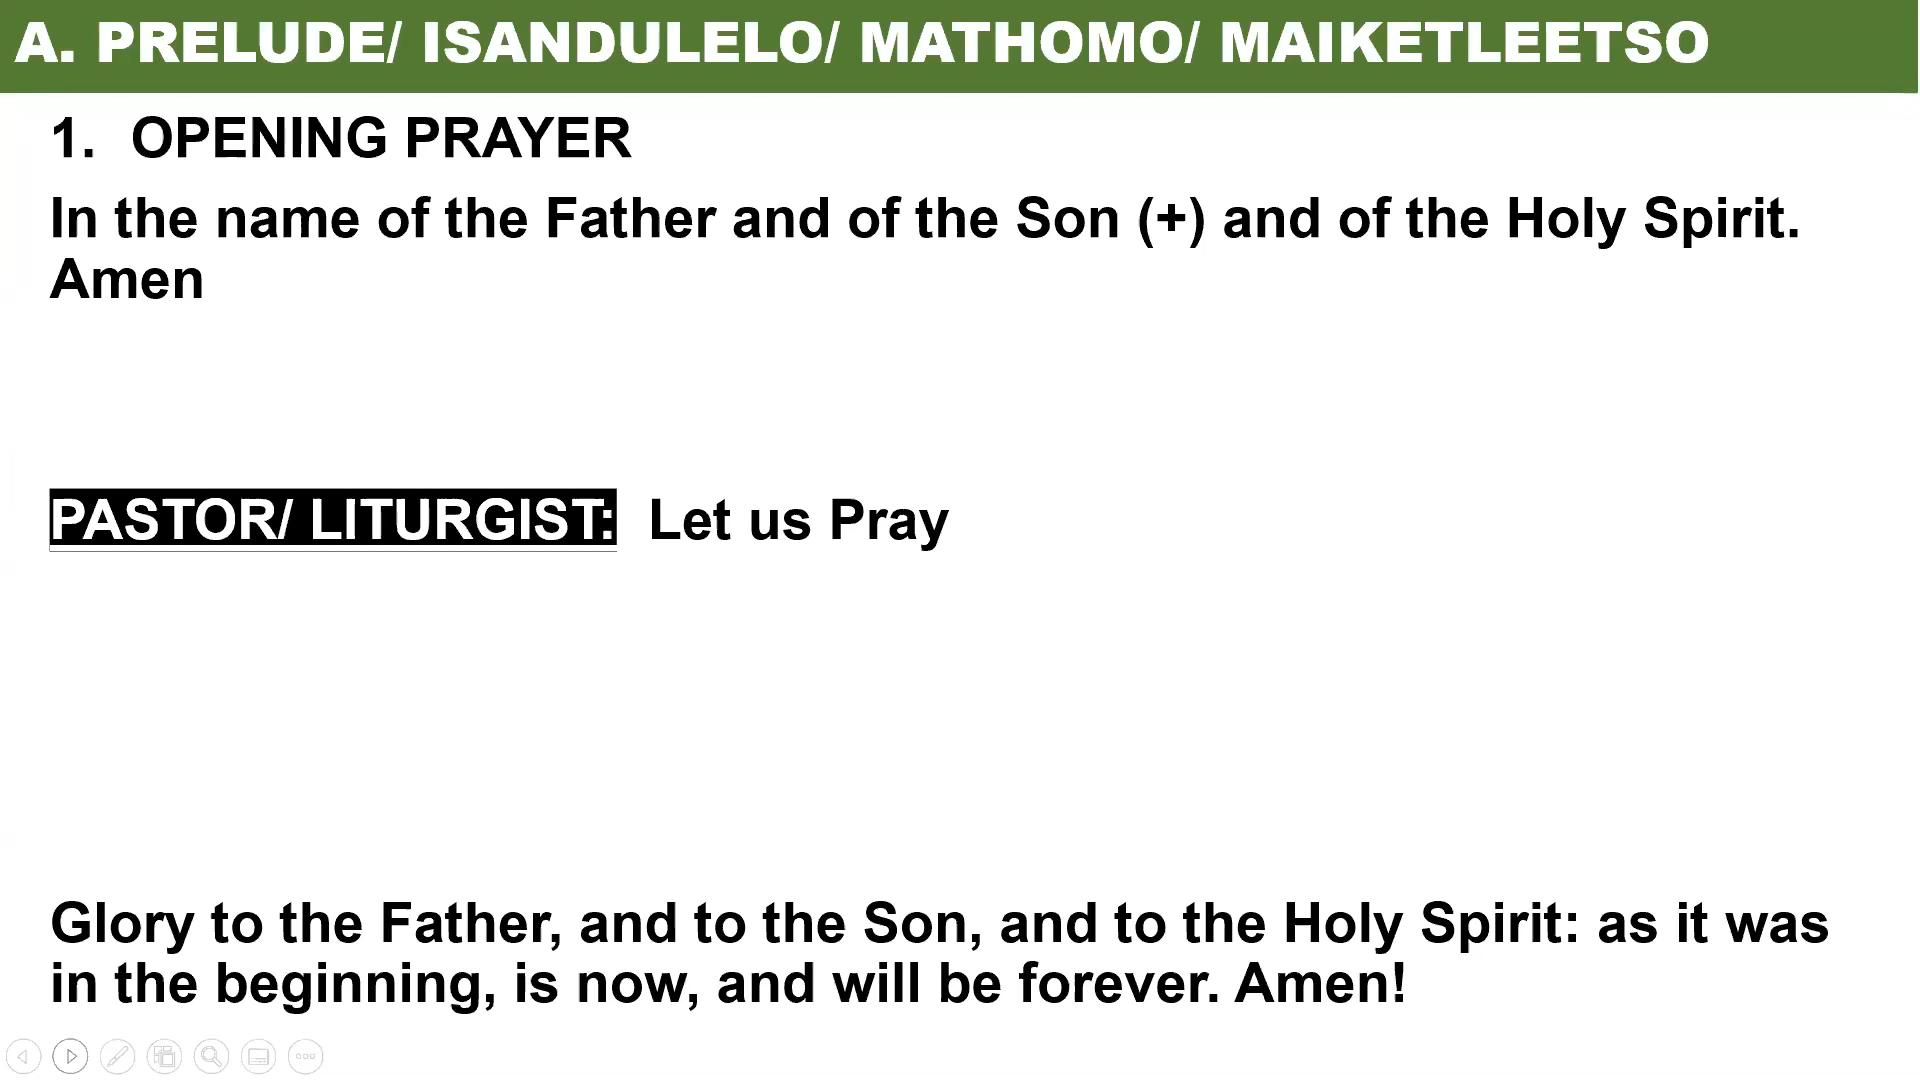 A. PRELUDE/ ISANDULELO/ MATHOMO/ MAIKETLEETSO
1. OPENING PRAYER
In the name of the Father and of the Son (+) and of the Holy Spirit.
Amen
PASTOR/ LITURGIST: Let us Pray
Glory to the Father, and to the Son, and to the Holy Spirit: as it was
in the beginning, is now, and will be forever. Amen!